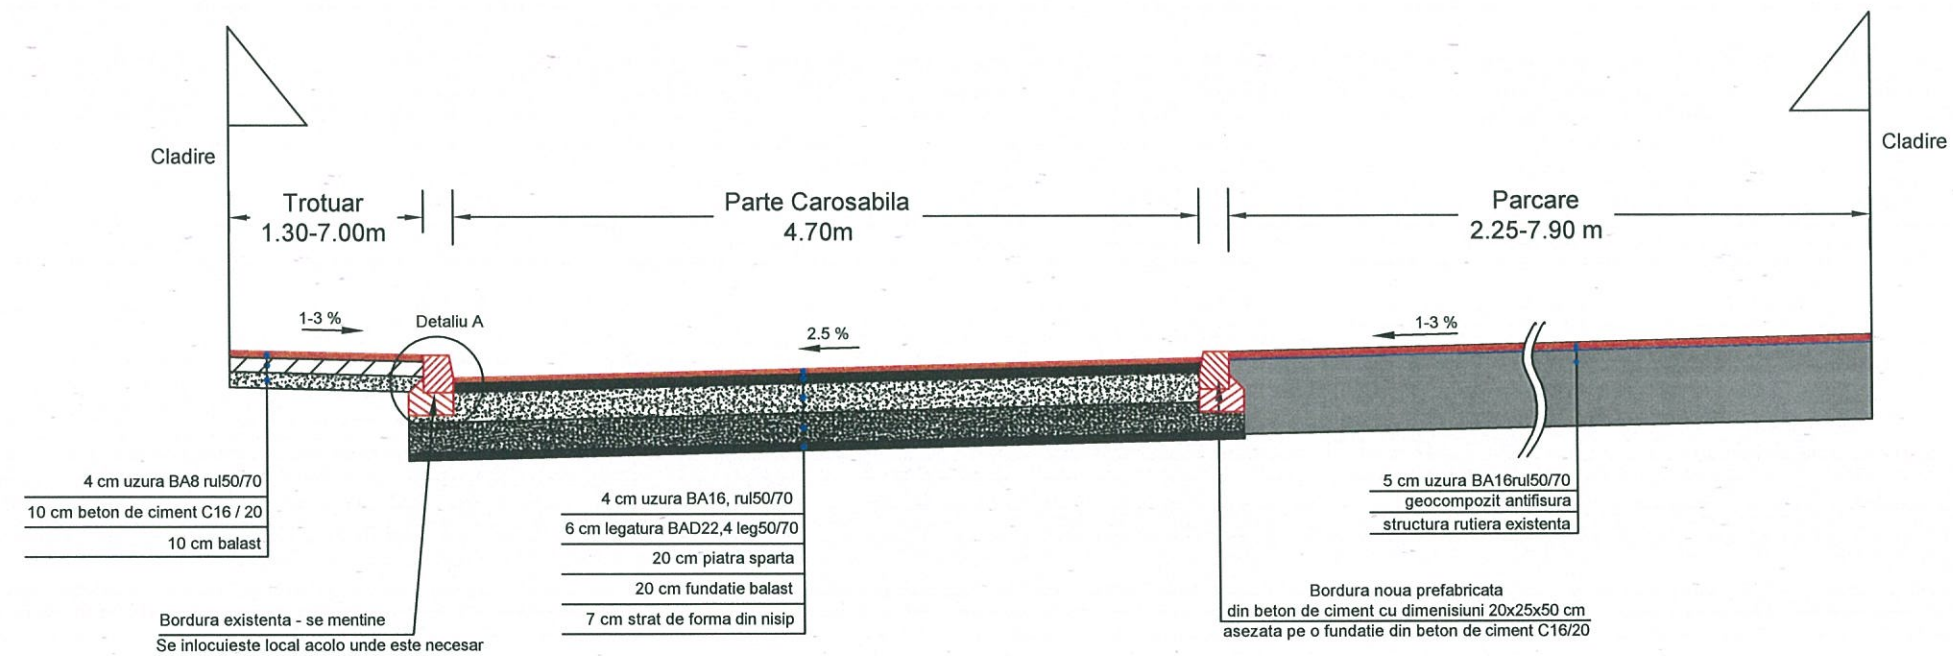 Cladire
Cladire
Trotuar
1.30-7.00m
Parte Carosabila
4.70m
Parcare
2.25-7.90 m
1-3 %
Detaliu A
2.5 %
1-3 %
4 cm uzura BA8 rul50/70
10 cm beton de ciment C16 / 20
10 cm balast
4 cm uzura BA16, rul50/70
6 cm legatura BAD22,4 leg50/70
20 cm piatra sparta
20 cm fundatie balast
7 cm strat de forma din nisip
5 cm uzura BA16rul50/70
geocompozit antifisura
structura rutiera existenta
Bordura existenta - se mentine
Se inlocuieste local acolo unde este necesar
Bordura noua prefabricata
din beton de ciment cu dimenisiuni 20x25x50 cm
asezata pe o fundatie din beton de ciment C16/20